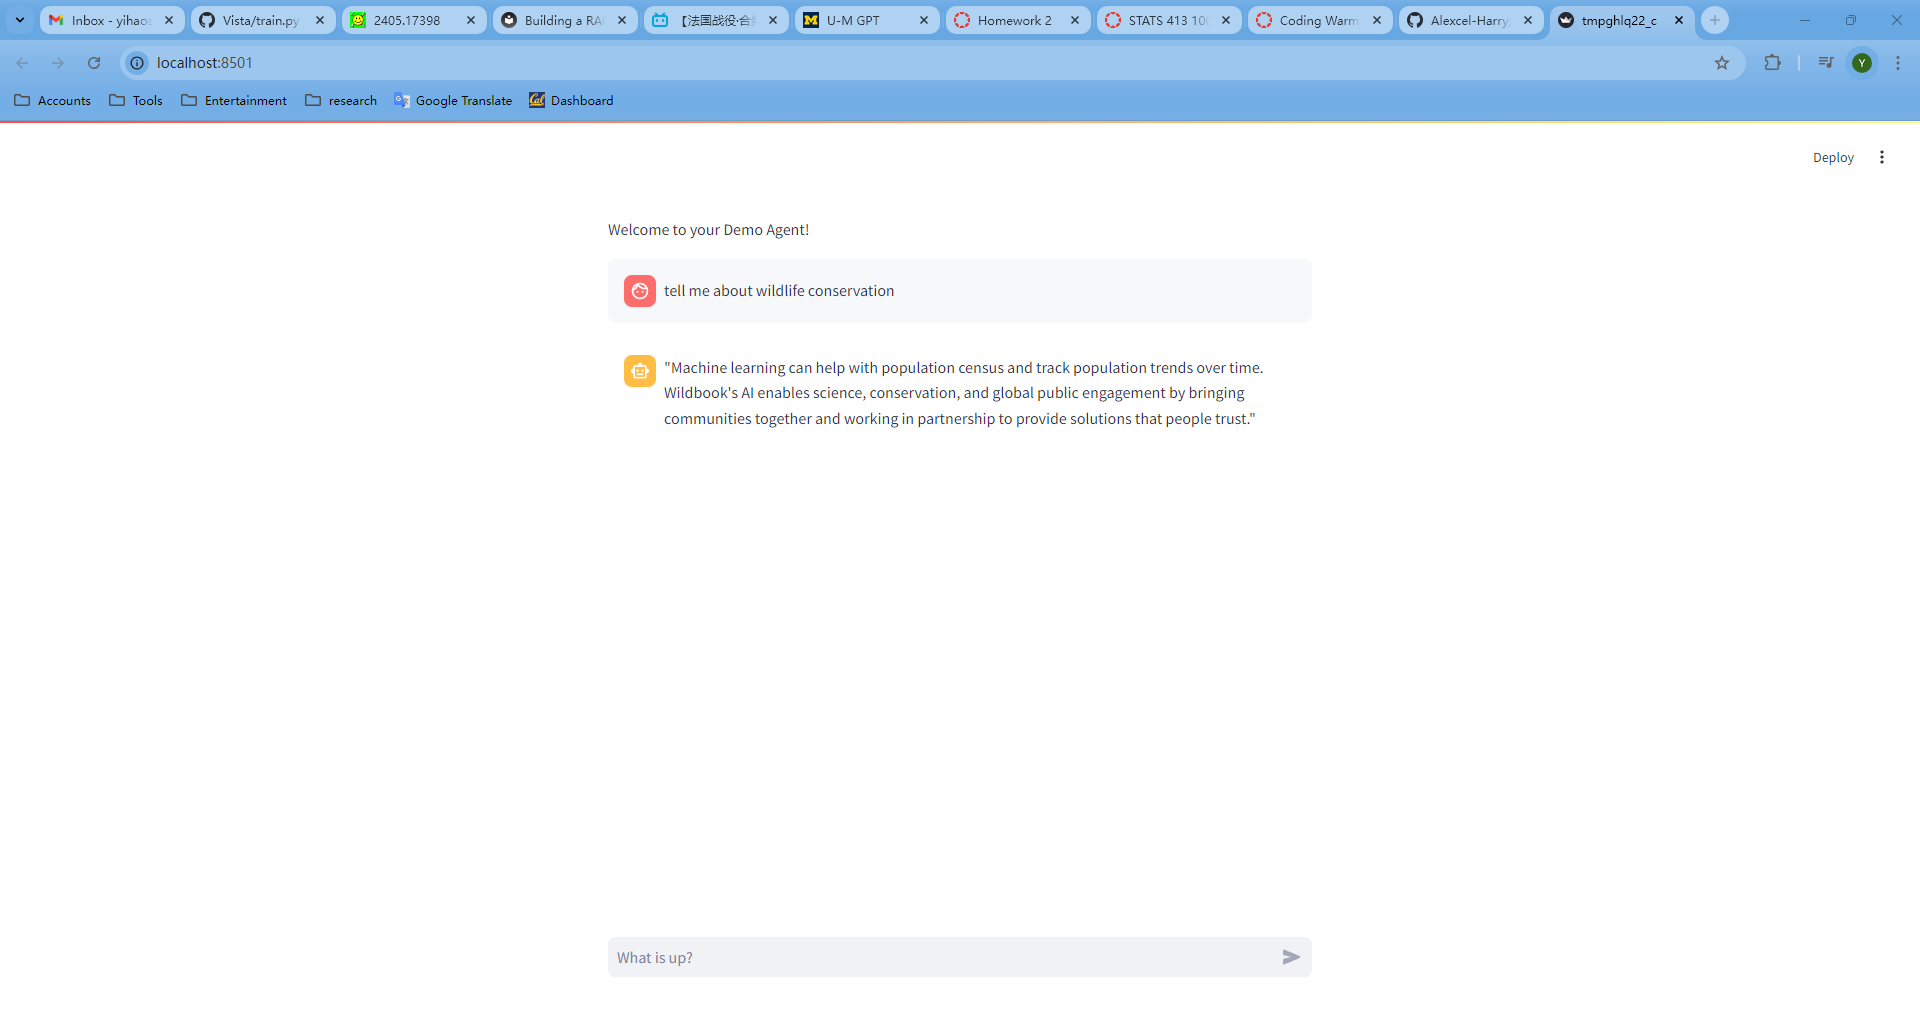 Inbox - yihaos
Vista/train.py
2405.17398
Building a RA
【法国战役·合
U-M GPT
Homework 2
STATS 413 10
Coding Warm
Alexcel-Harry
tmpghlq22_c
localhost:8501
Y
Accounts
Tools
Entertainment
research
Google Translate
Cal
Dashboard
Deploy
Welcome to your Demo Agent!
tell me about wildlife conservation
"Machine learning can help with population census and track population trends over time.
Wildbook's AI enables science, conservation, and global public engagement by bringing
communities together and working in partnership to provide solutions that people trust."
What is up?